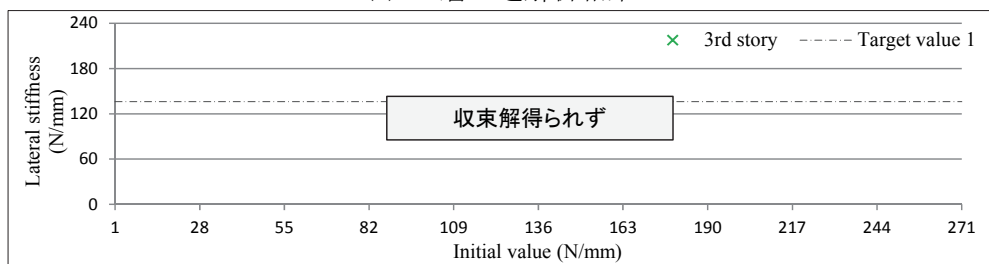 240
3rd story
Target value 1
180
120
60
0
Lateral stiffness
(N/mm)
収束解得られず
1 28 55 82 109 136 163 190 217 244 271
Initial value (N/mm)